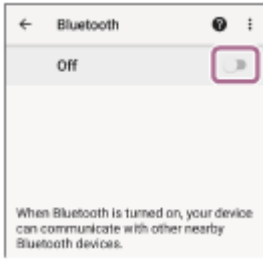 Bluetooth
Off
When Bluetooth is turned on, your device
can communicate with other nearby
Bluetooth devices.